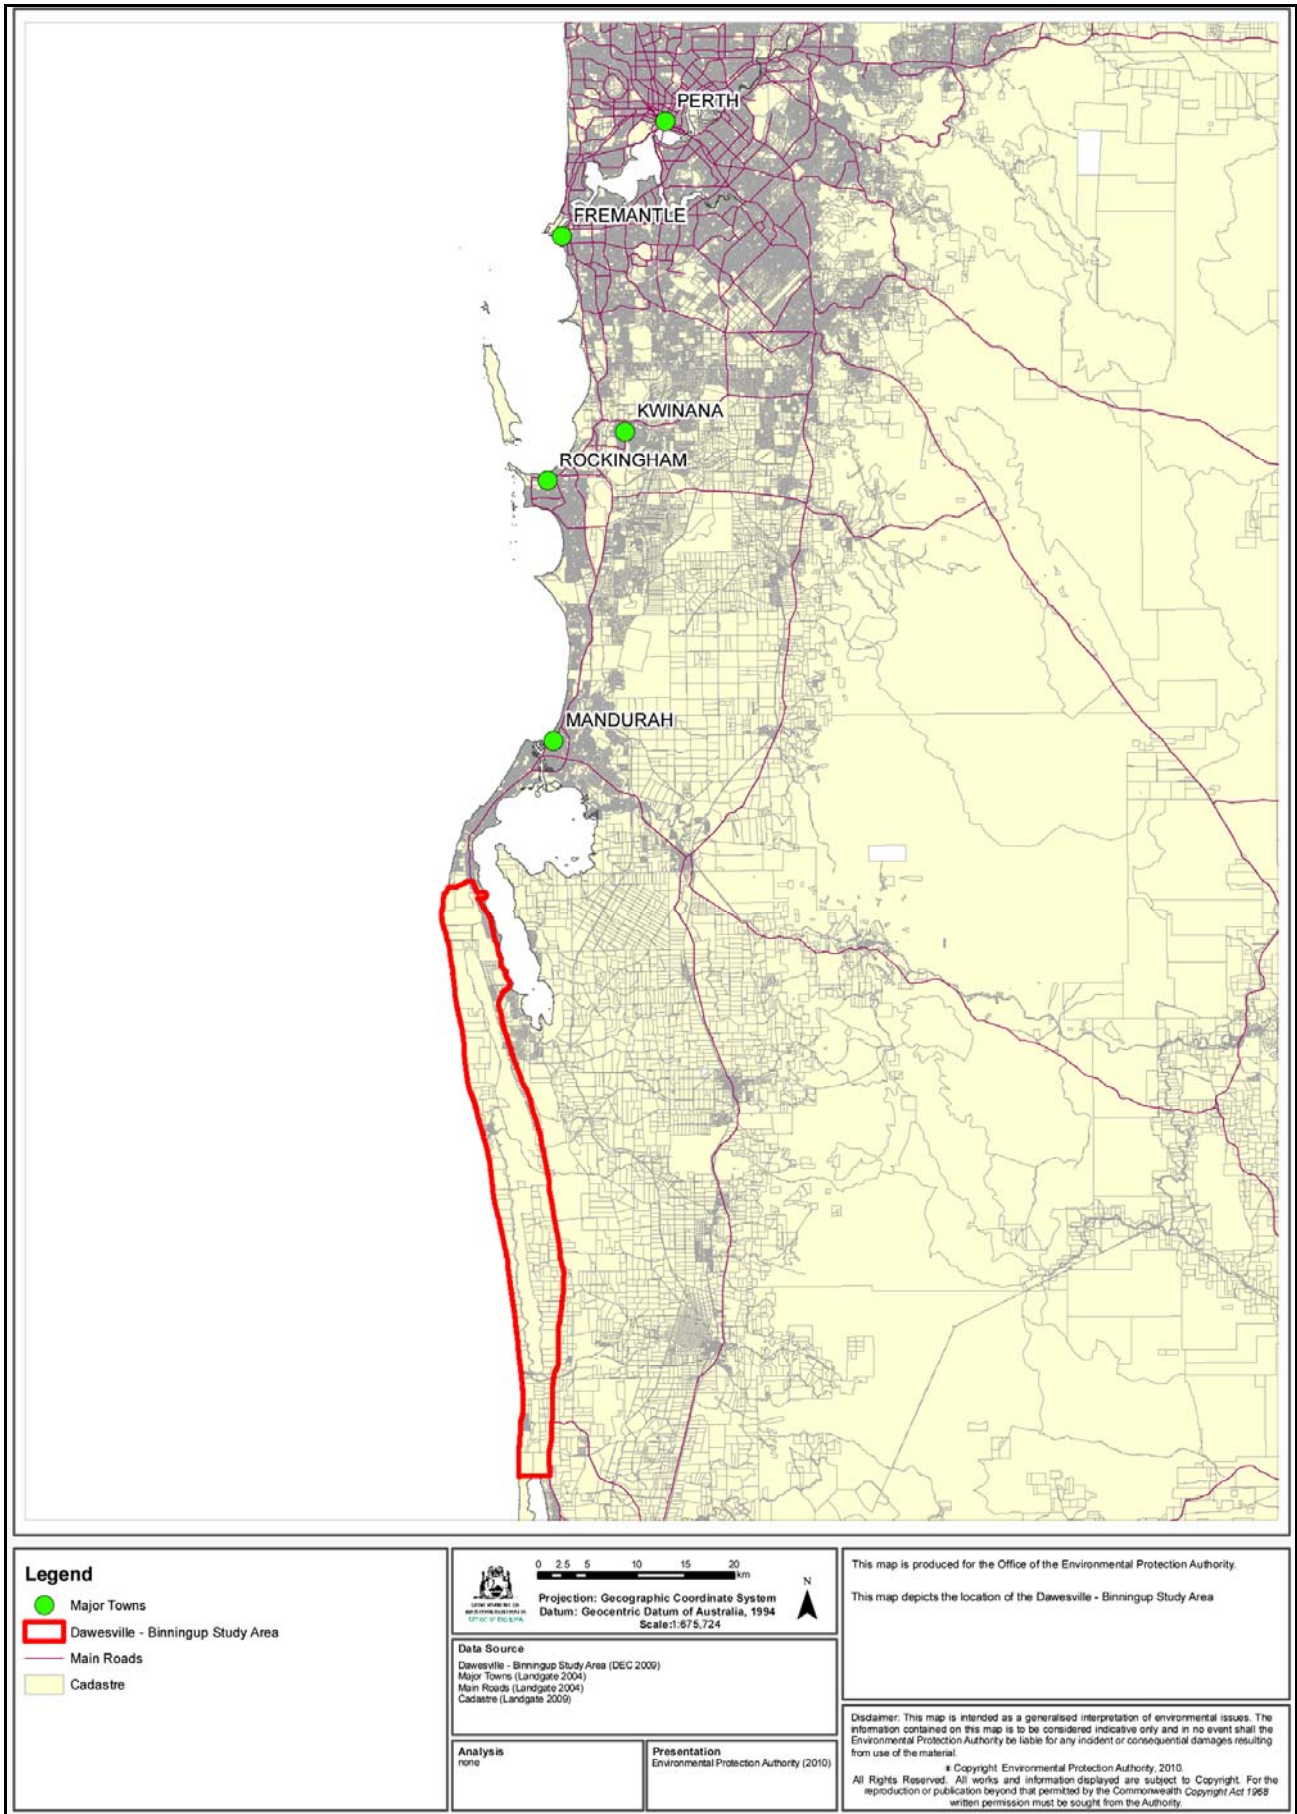 PERTH
FREMANTLE
KWINANA
ROCKINGHAM
MANDURAH
Legend
Major Towns
Dawesville - Binningup Study Area
Main Roads
Cadastre
GOVERNMENT OF
WESTERN AUSTRALIA
Office of the EPA
0 2.5 5 10 15 20
km
Projection: Geographic Coordinate System
Datum: Geocentric Datum of Australia, 1994
Scale:1:675,724
N
Data Source
Dawesville - Binningup Study Area (DEC 2009)
Major Towns (Landgate 2004)
Main Roads (Landgate 2004)
Cadastre (Landgate 2009)
Analysis
none
Presentation
Environmental Protection Authority (2010)
This map is produced for the Office of the Environmental Protection Authority.
This map depicts the location of the Dawesville - Binningup Study Area
Disclaimer: This map is intended as a generalised interpretation of environmental issues. The
information contained on this map is to be considered indicative only and in no event shall the
Environmental Protection Authority be liable for any incident or consequential damages resulting
from use of the material.
© Copyright Environmental Protection Authority, 2010.
All Rights Reserved. All works and information displayed are subject to Copyright. For the
reproduction or publication beyond that permitted by the Commonwealth Copyright Act 1968
written permission must be sought from the Authority.